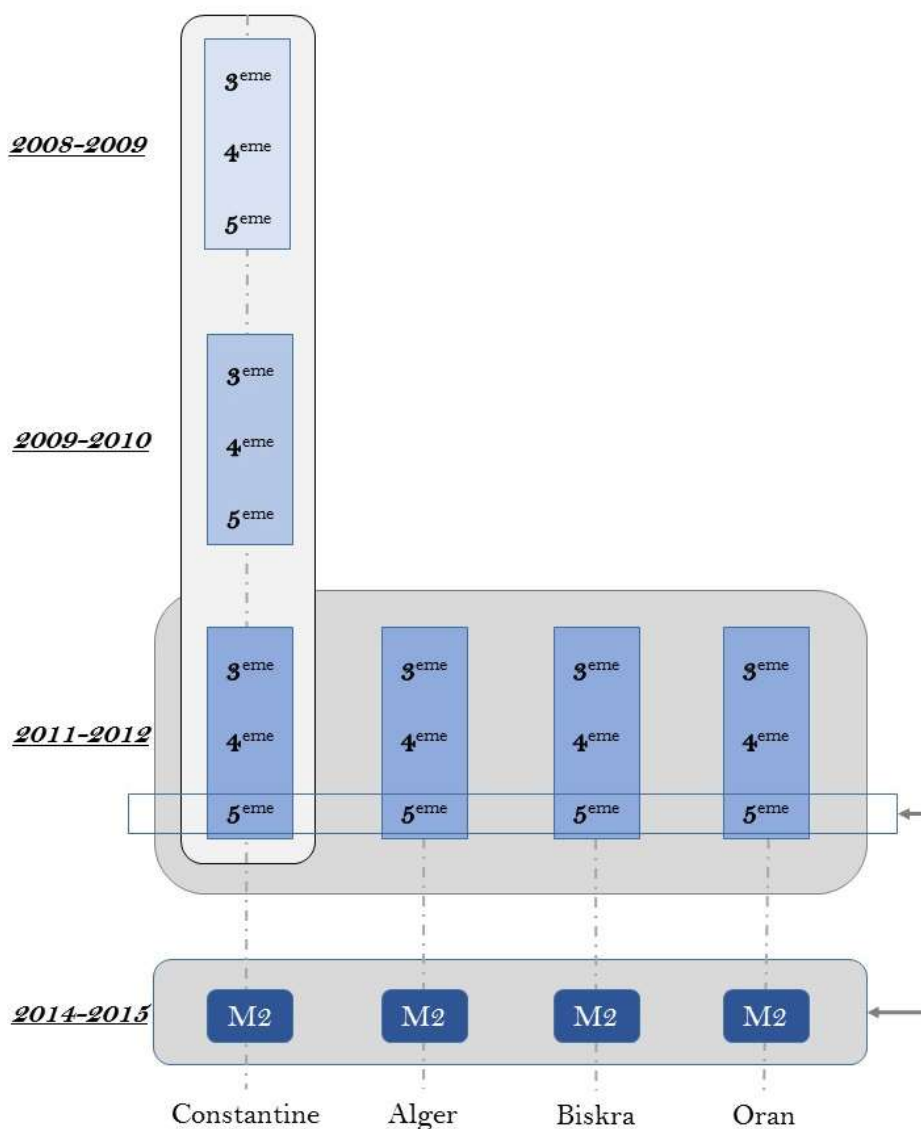 3eme
2008-2009
4eme
5eme
3eme
2009-2010
4eme
5eme
3eme 3eme 3eme 3eme
2011-2012
4eme 4eme 4eme 4eme
5eme 5eme 5eme 5eme
2014-2015 M2 M2 M2 M2
Constantine Alger Biskra Oran